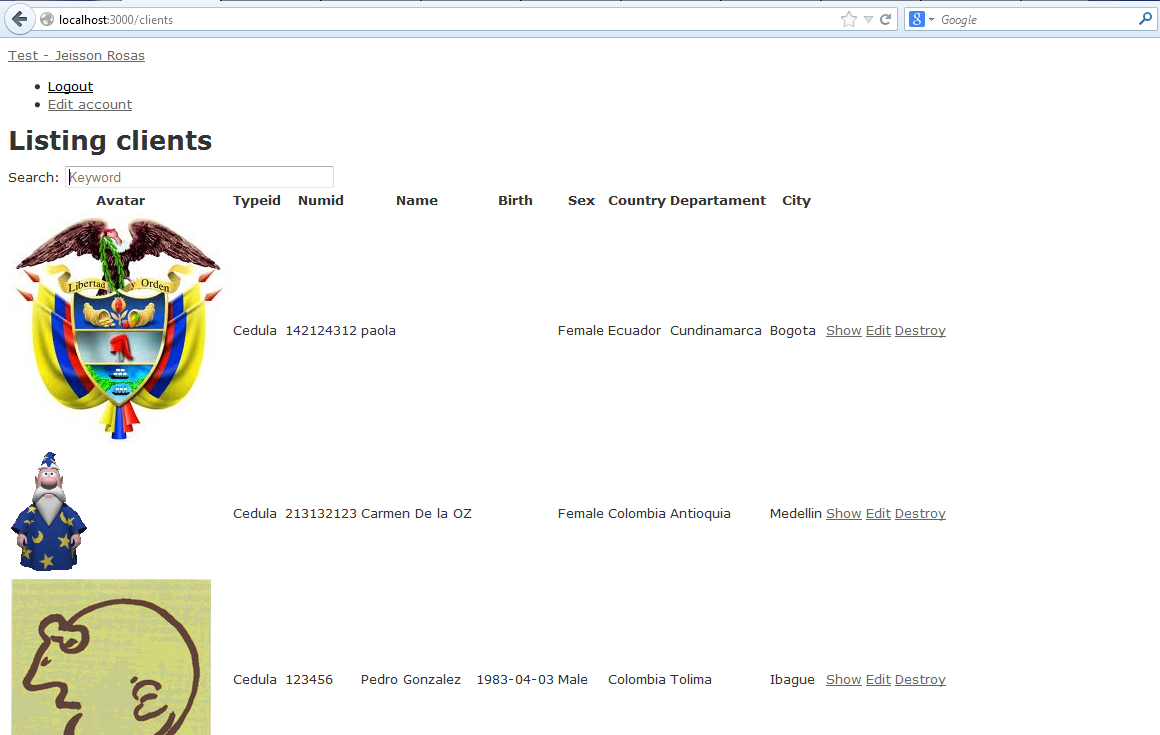 localhost:3000/clients
8
Google
Test - Jeisson Rosas
Logout
Edit account
Listing clients
Search: Keyword
Avatar Typeid Numid Name Birth Sex Country Departament City
Libertad y Orden
Cedula 142124312 paola Female Ecuador Cundinamarca Bogota Show Edit Destroy
Cedula 213132123 Carmen De la OZ Female Colombia Antioquia Medellin Show Edit Destroy
Cedula 123456 Pedro Gonzalez 1983-04-03 Male Colombia Tolima Ibague Show Edit Destroy